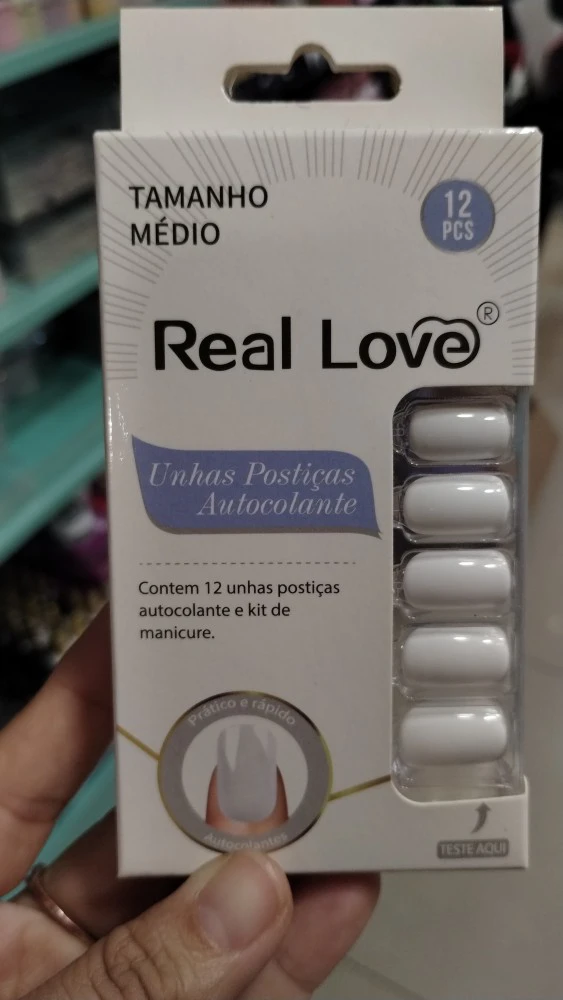 TAMANHO
MÉDIO
12
PCS
Real Love®
Unhas Postiças
Autocolante
Contem 12 unhas postiças
autocolante e kit de
manicure.
Prático e rápido
Autocolantes
TESTE AQUI